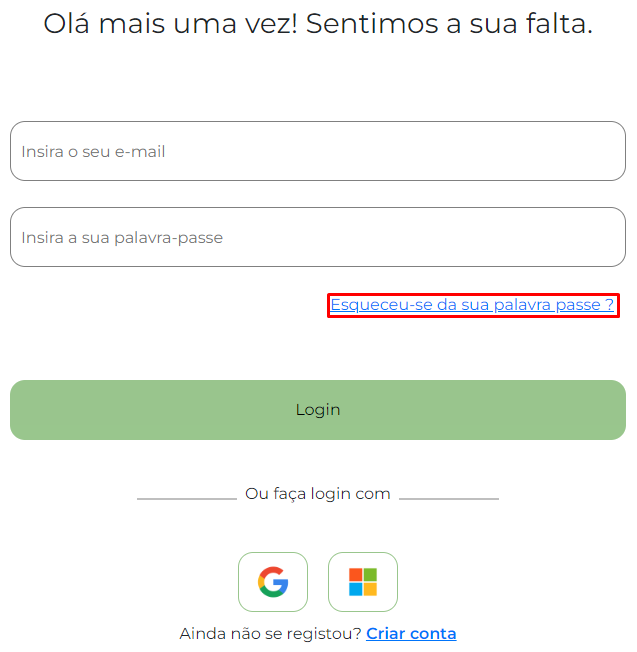 Olá mais uma vez! Sentimos a sua falta.
Insira o seu e-mail
Insira a sua palavra-passe
Esqueceu-se da sua palavra passe ?
Login
Ou faça login com
Ainda não se registou? Criar conta